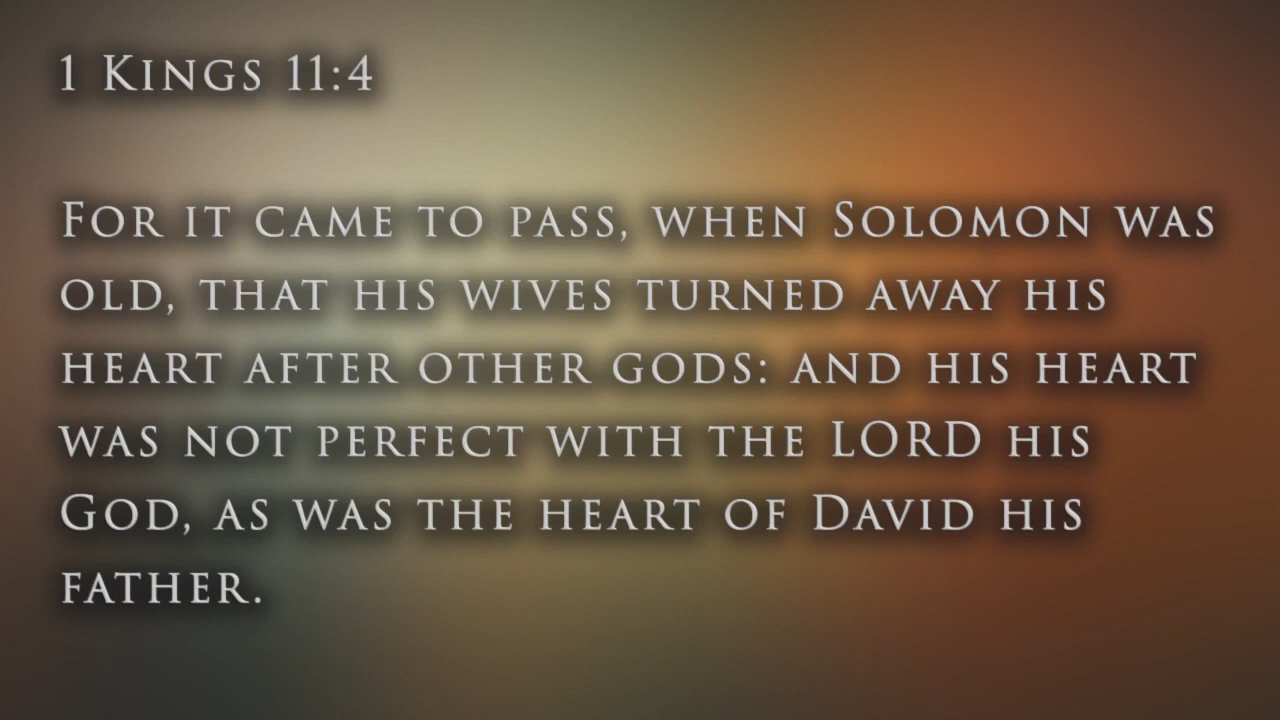 1 Kings 11:4
For it came to pass, when Solomon was
old, that his wives turned away his
heart after other gods: and his heart
was not perfect with the LORD his
God, as was the heart of David his
father.